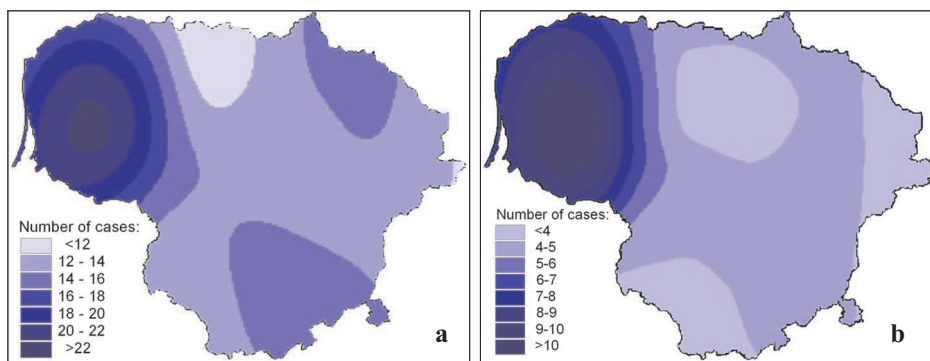 Number of cases:
<12
12 - 14
14 - 16
16 - 18
18 - 20
20 - 22
>22
a
Number of cases:
<4
4-5
5-6
6-7
7-8
8-9
9-10
>10
b